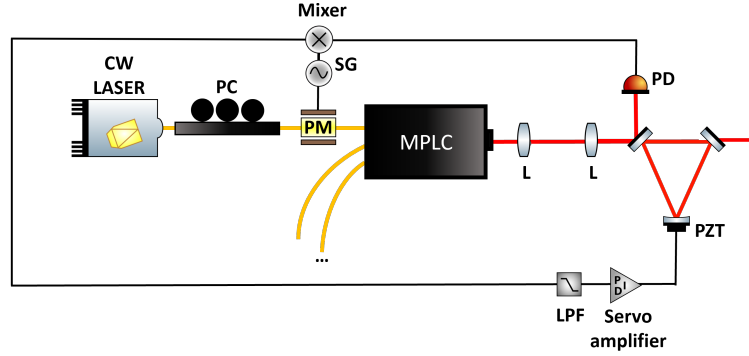 Mixer
CW
LASER
PC
SG
PD
PM
MPLC
L
L
PZT
P
I
D
LPF
Servo
amplifier
...